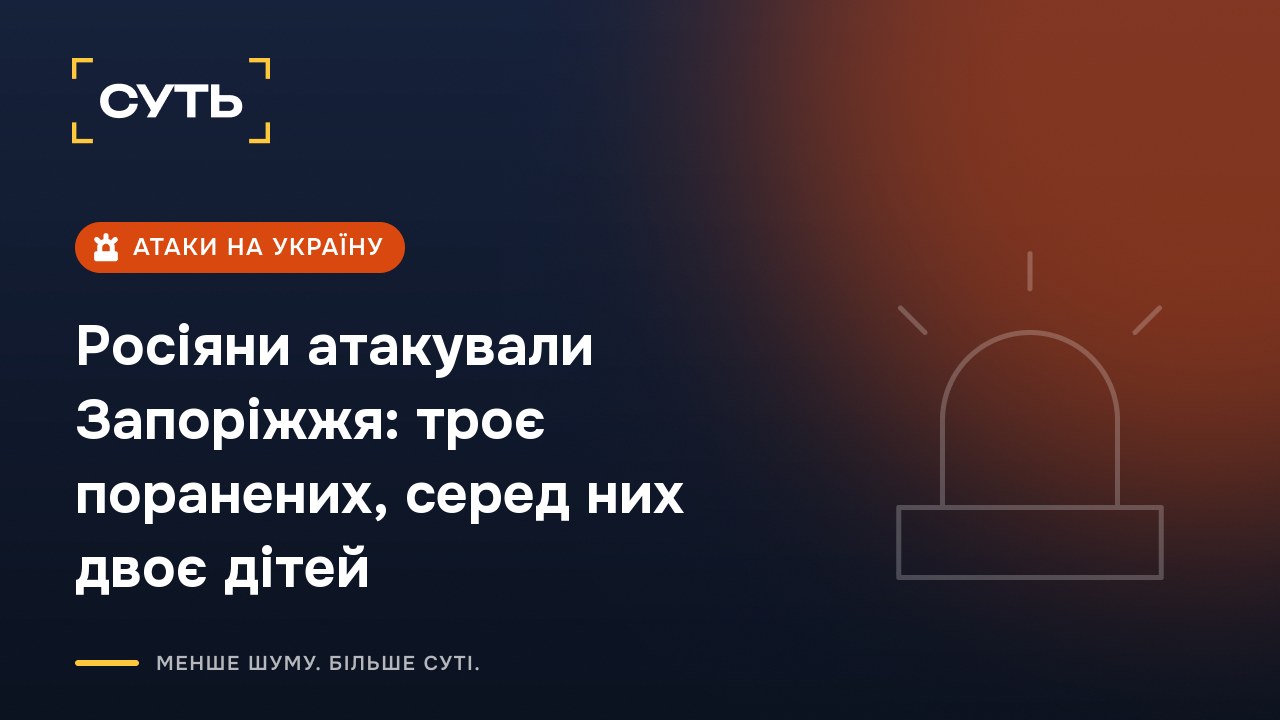 СУТЬ
АТАКИ НА УКРАЇНУ
Росіяни атакували
Запоріжжя: троє
поранених, серед них
двоє дітей
МЕНШЕ ШУМУ. БІЛЬШЕ СУТІ.